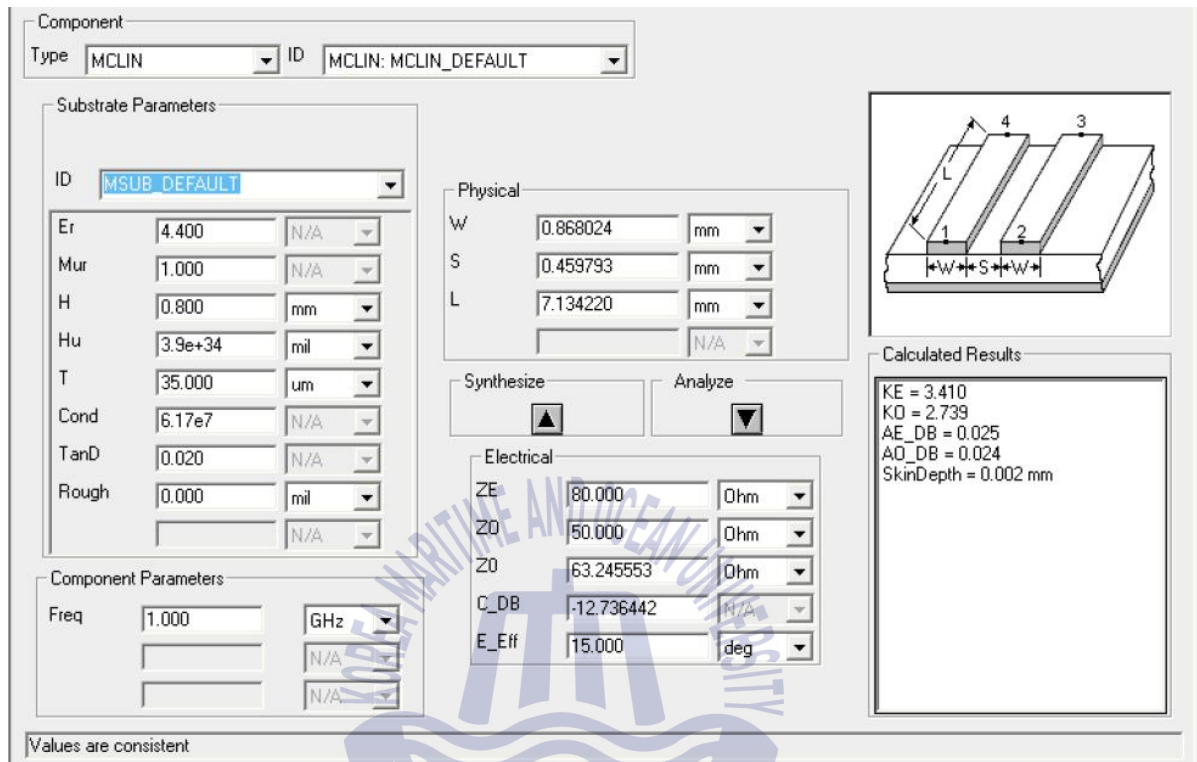 Component
Type MCLIN ID MCLIN: MCLIN_DEFAULT
Substrate Parameters
ID MSUB_DEFAULT
Er 4.400 N/A
Mur 1.000 N/A
H 0.800 mm
Hu 3.9e+34 mil
T 35.000 um
Cond 6.17e7 N/A
TanD 0.020 N/A
Rough 0.000 mil
N/A
Component Parameters
Freq 1.000 GHz
N/A
N/A
Physical
W 0.868024 mm
S 0.459793 mm
L 7.134220 mm
N/A
Synthesize Analyze
Electrical
ZE 80.000 Ohm
ZO 50.000 Ohm
Z0 63.245553 Ohm
C_DB -12.736442 N/A
E_Eff 15.000 deg
4 3
L
1 2
W S W
Calculated Results
KE = 3.410
KO = 2.739
AE_DB = 0.025
AO_DB = 0.024
SkinDepth = 0.002 mm
Values are consistent
KOREA MARITIME AND OCEAN UNIVERSITY